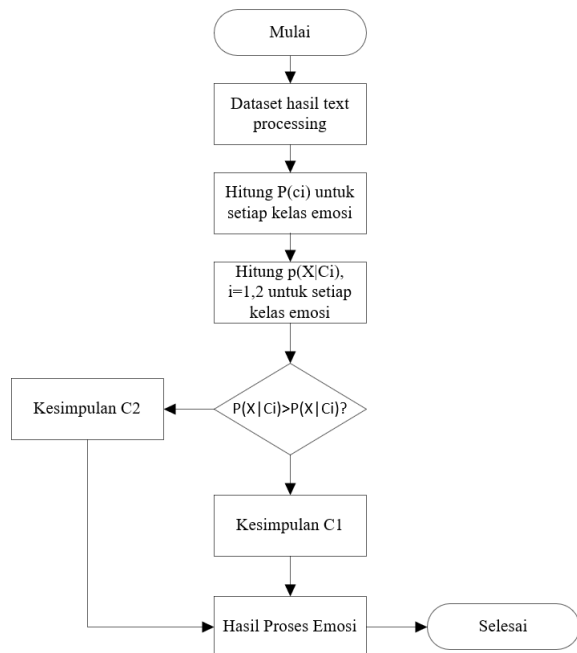 Mulai
Dataset hasil text
processing
Hitung P(ci) untuk
setiap kelas emosi
Hitung p(X|Ci),
i=1,2 untuk setiap
kelas emosi
P(X|Ci)>P(X|Ci)?
Kesimpulan C2
Kesimpulan C1
Hasil Proses Emosi
Selesai